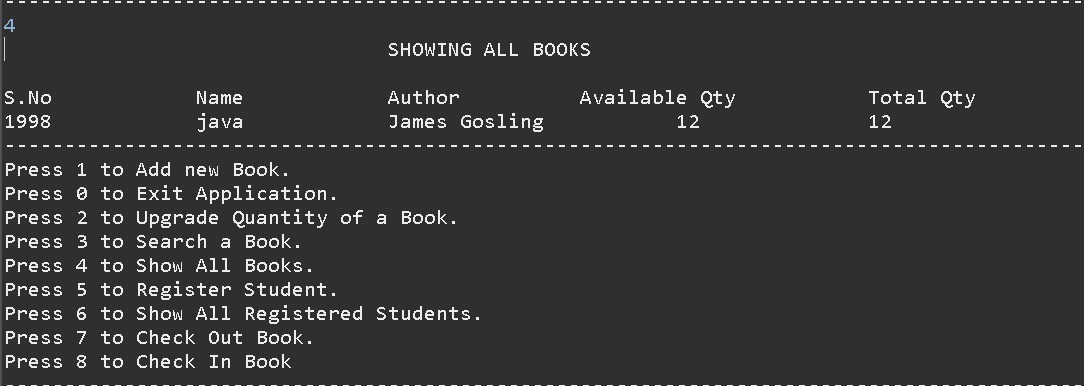 4
SHOWING ALL BOOKS
S.No Name Author Available Qty Total Qty
1998 java James Gosling 12 12
Press 1 to Add new Book.
Press 0 to Exit Application.
Press 2 to Upgrade Quantity of a Book.
Press 3 to Search a Book.
Press 4 to Show All Books.
Press 5 to Register Student.
Press 6 to Show All Registered Students.
Press 7 to Check Out Book.
Press 8 to Check In Book